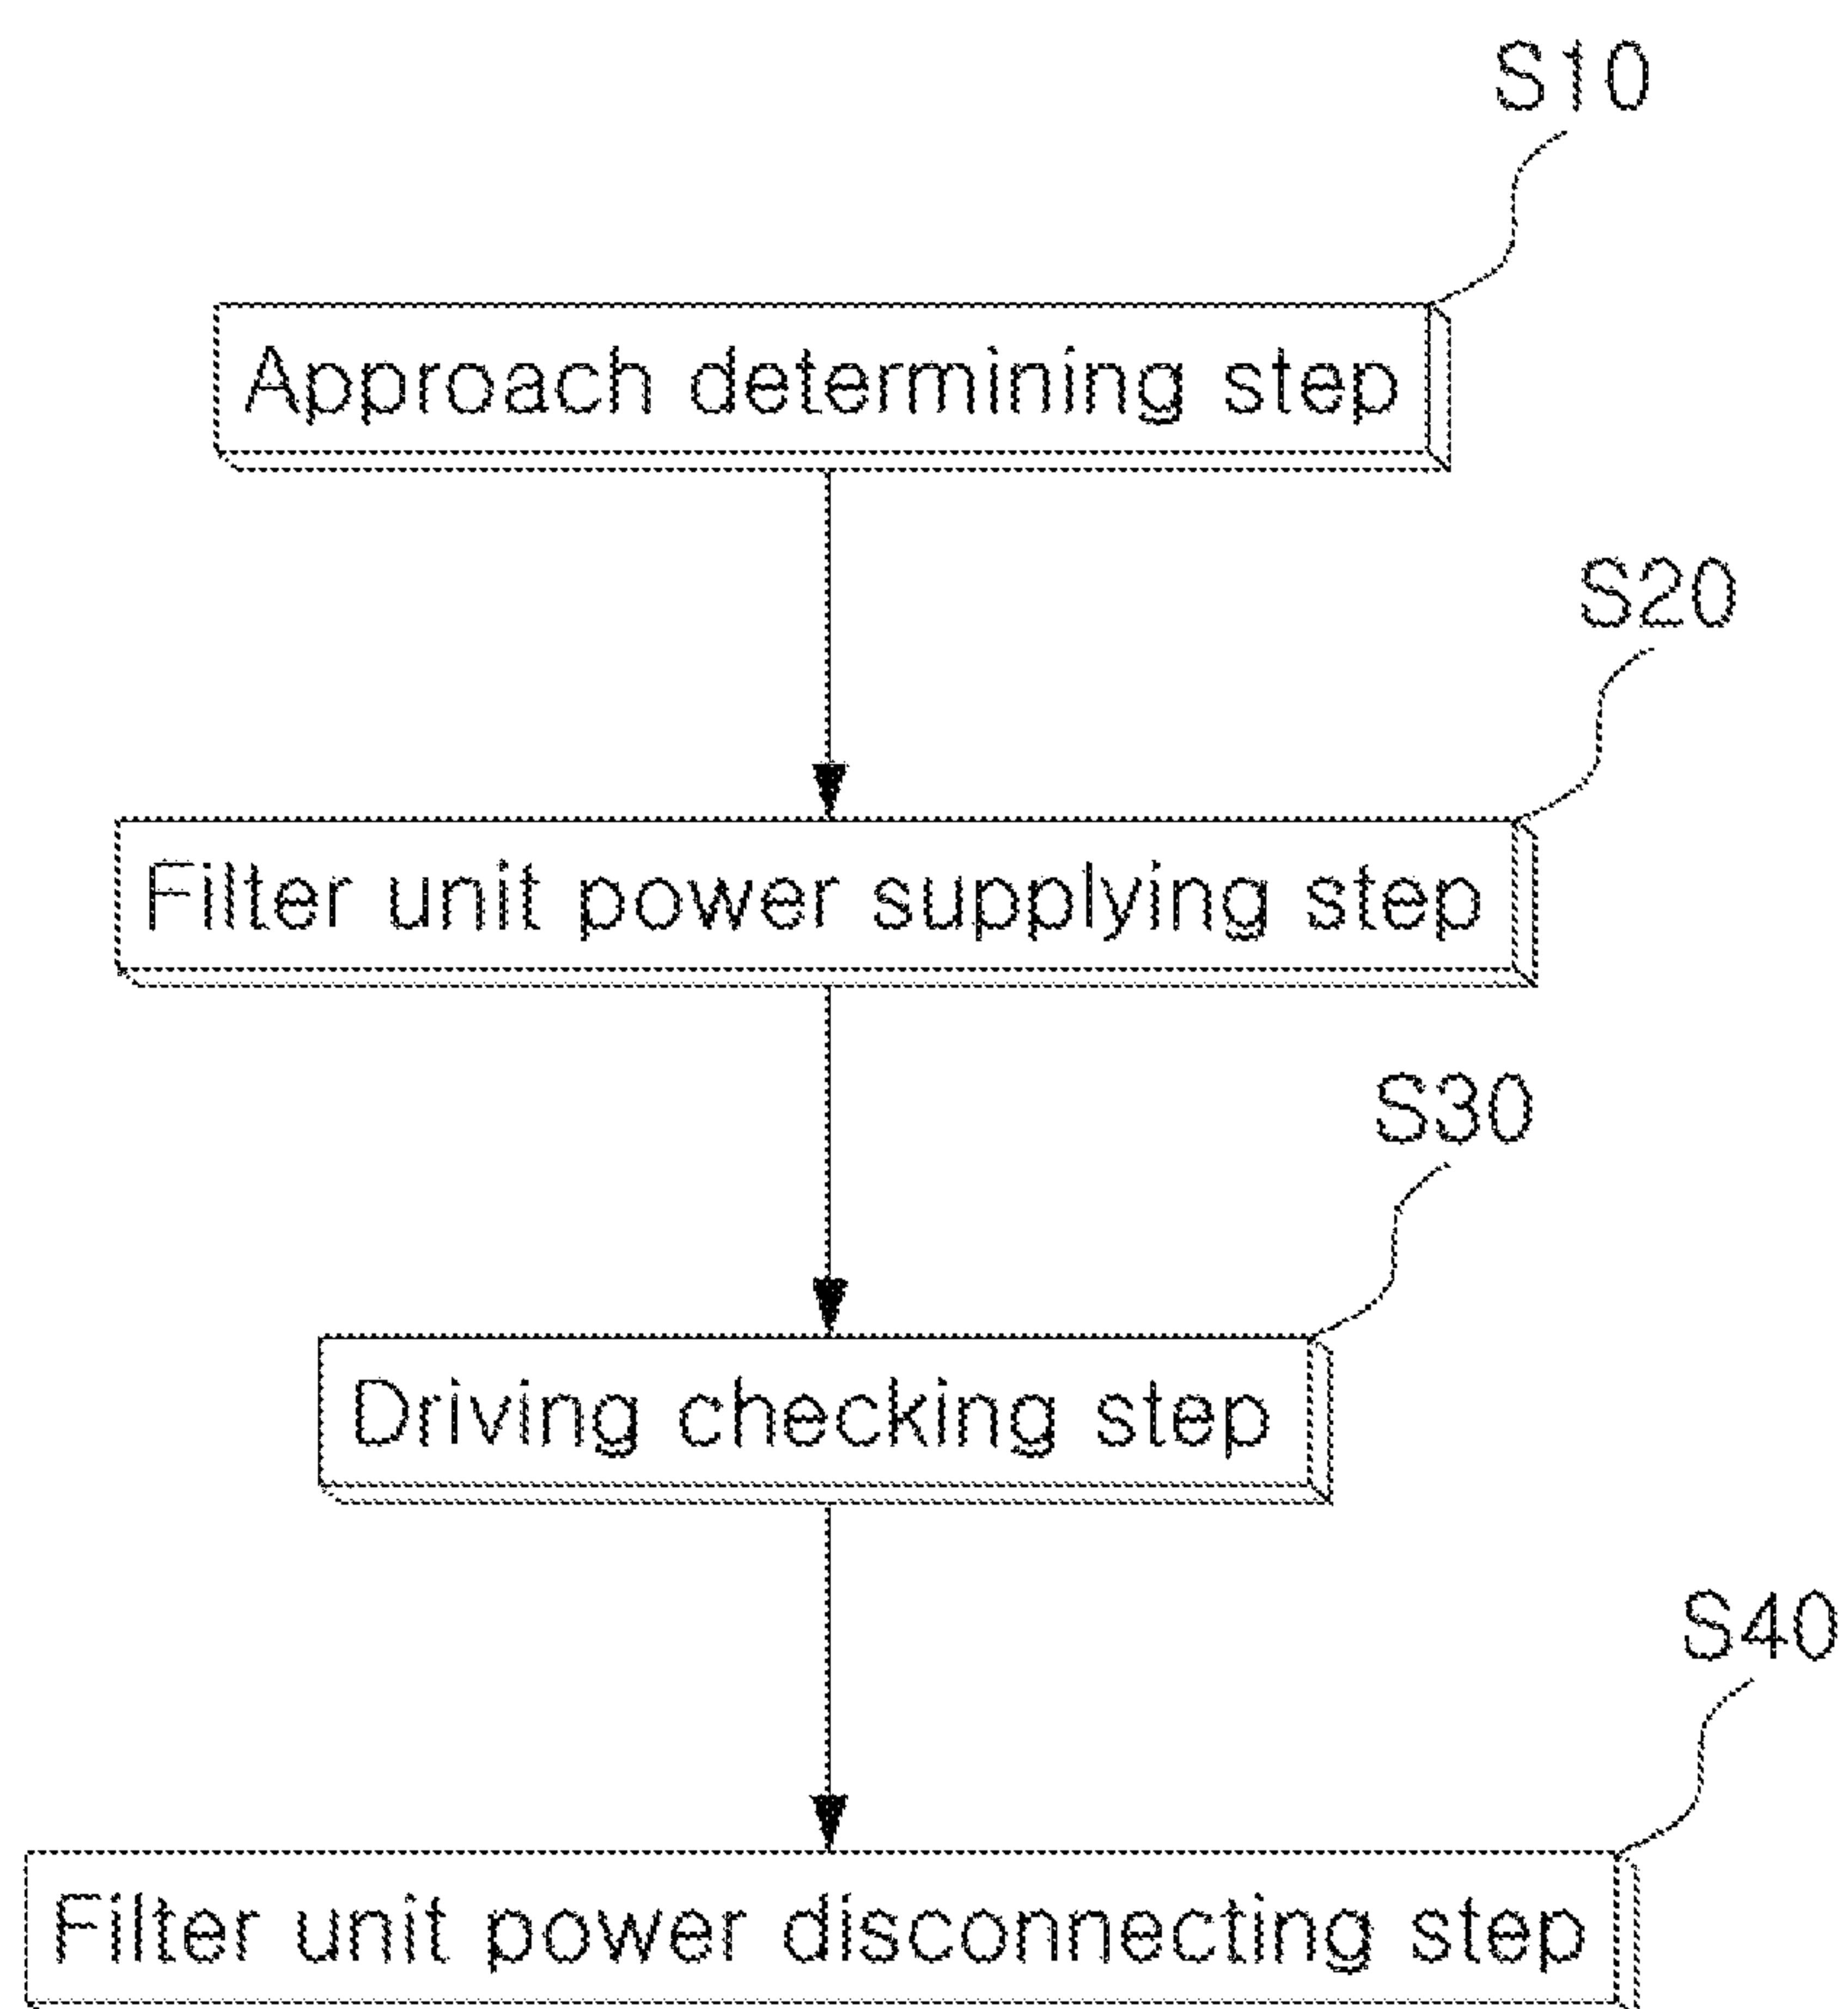 S10
Approach determining step
S20
Filter unit power supplying step
S30
Driving checking step
S40
Filter unit power disconnecting step